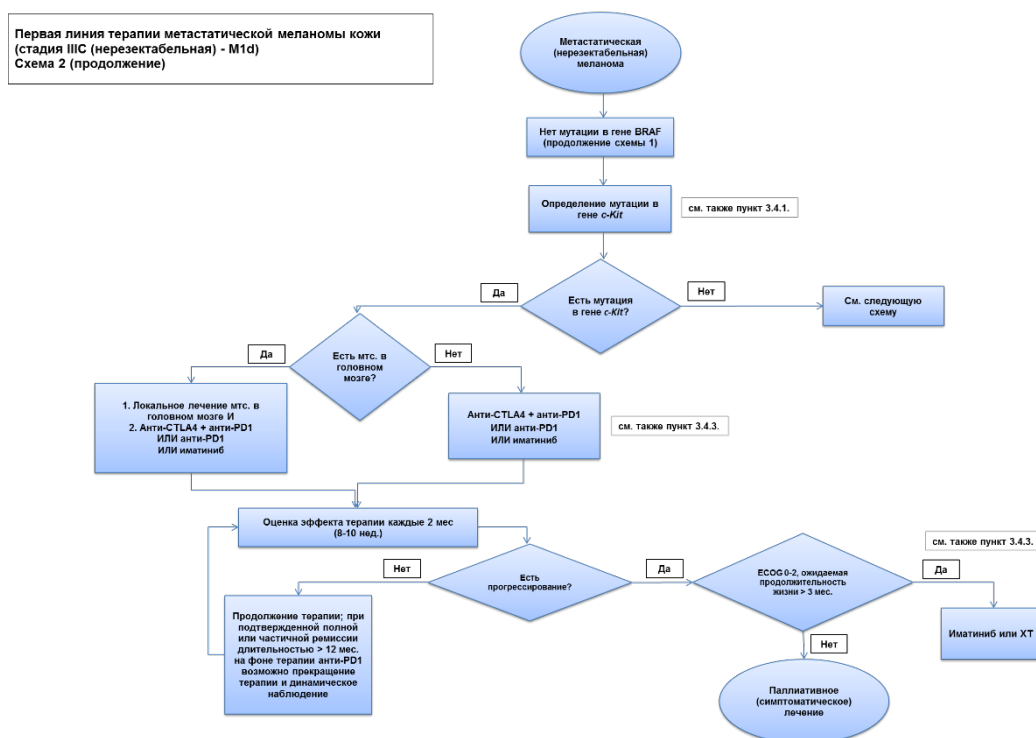 Первая линия терапии метастатической меланомы кожи
(стадия IIIC (нерезектабельная) - M1d)
Схема 2 (продолжение)
Метастатическая
(нерезектабельная)
меланома
Нет мутации в гене BRAF
(продолжение схемы 1)
Определение мутации в
гене c-Kit
см. также пункт 3.4.1.
Есть мутация
в гене c-Kit?
Да
Нет
См. следующую
схему
Есть мтс. в
головном
мозге?
Да
Нет
1. Локальное лечение мтс. в
головном мозге И
2. Анти-CTLA4 + анти-PD1
ИЛИ анти-PD1
ИЛИ иматиниб
Анти-CTLA4 + анти-PD1
ИЛИ анти-PD1
ИЛИ иматиниб
см. также пункт 3.4.3.
Оценка эффекта терапии каждые 2 мес
(8-10 нед.)
Есть
прогрессирование?
Нет
Да
Продолжение терапии; при
подтвержденной полной
или частичной ремиссии
длительностью > 12 мес.
на фоне терапии анти-PD1
возможно прекращение
терапии и динамическое
наблюдение
ECOG 0-2, ожидаемая
продолжительность
жизни > 3 мес.
см. также пункт 3.4.3.
Да
Иматиниб или ХТ
Нет
Паллиативное
(симптоматическое)
лечение